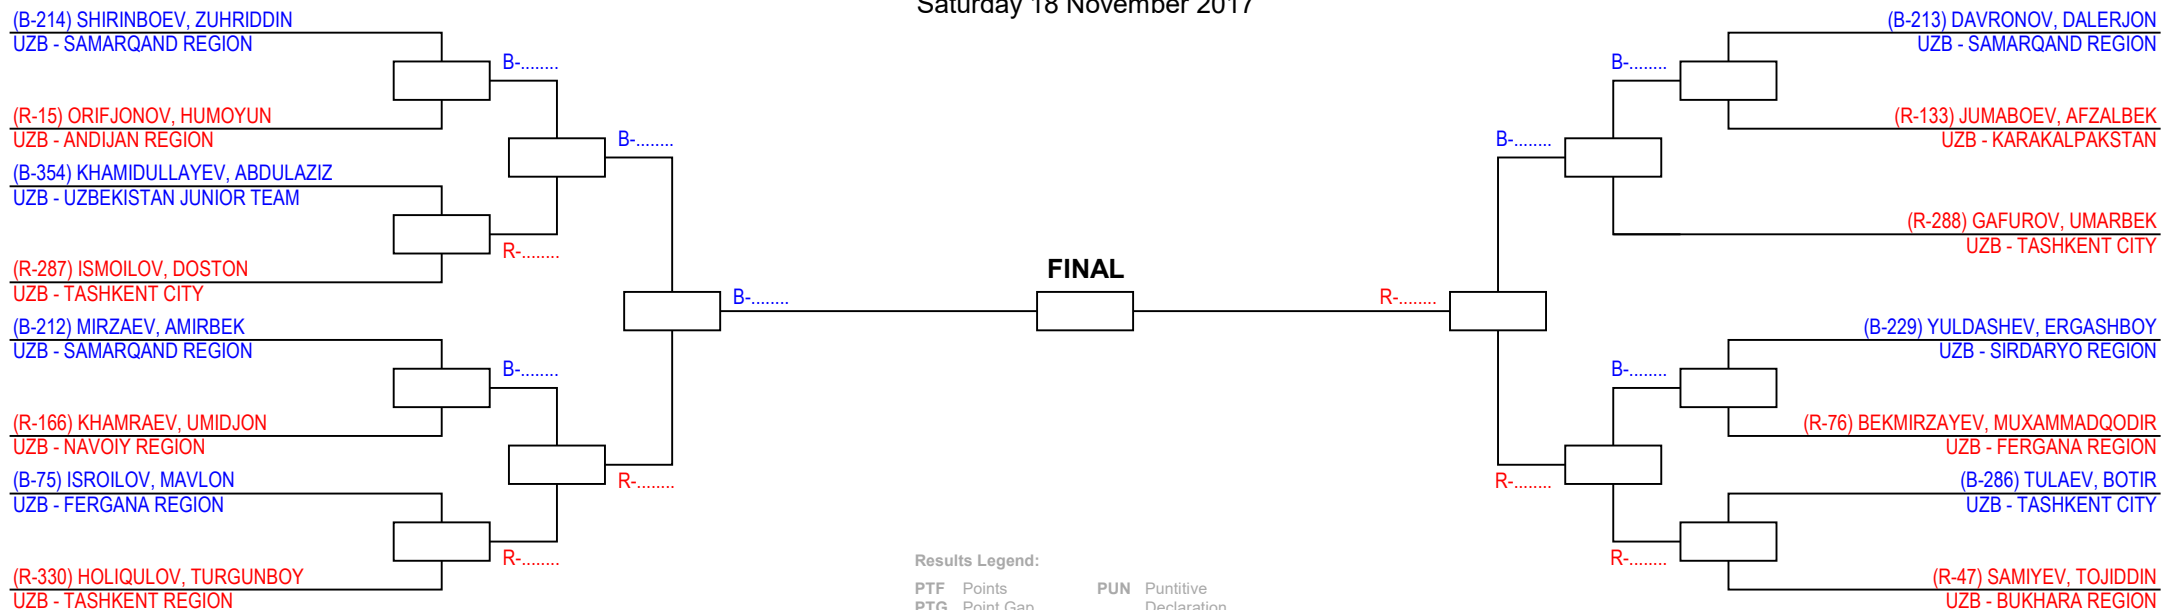 Saturday 18 November 2017
(B-214) SHIRINBOEV, ZUHRIDDIN
UZB - SAMARQAND REGION
B-........
(R-15) ORIFJONOV, HUMOYUN
UZB - ANDIJAN REGION
B-........
(B-354) KHAMIDULLAYEV, ABDULAZIZ
UZB - UZBEKISTAN JUNIOR TEAM
R-........
(R-287) ISMOILOV, DOSTON
UZB - TASHKENT CITY
B-........
(B-212) MIRZAEV, AMIRBEK
UZB - SAMARQAND REGION
B-........
(R-166) KHAMRAEV, UMIDJON
UZB - NAVOIY REGION
R-........
(B-75) ISROILOV, MAVLON
UZB - FERGANA REGION
R-........
(R-330) HOLIQULOV, TURGUNBOY
UZB - TASHKENT REGION
FINAL
(B-213) DAVRONOV, DALERJON
UZB - SAMARQAND REGION
B-........
(R-133) JUMABOEV, AFZALBEK
UZB - KARAKALPAKSTAN
B-........
(R-288) GAFUROV, UMARBEK
UZB - TASHKENT CITY
R-........
(B-229) YULDASHEV, ERGASHBOY
UZB - SIRDARYO REGION
B-........
(R-76) BEKMIRZAYEV, MUXAMMADQODIR
UZB - FERGANA REGION
R-........
(B-286) TULAEV, BOTIR
UZB - TASHKENT CITY
R-........
(R-47) SAMIYEV, TOJIDDIN
UZB - BUKHARA REGION
Results Legend:
PTF Points PUN Puntitive
PTG Point Gap Declaration